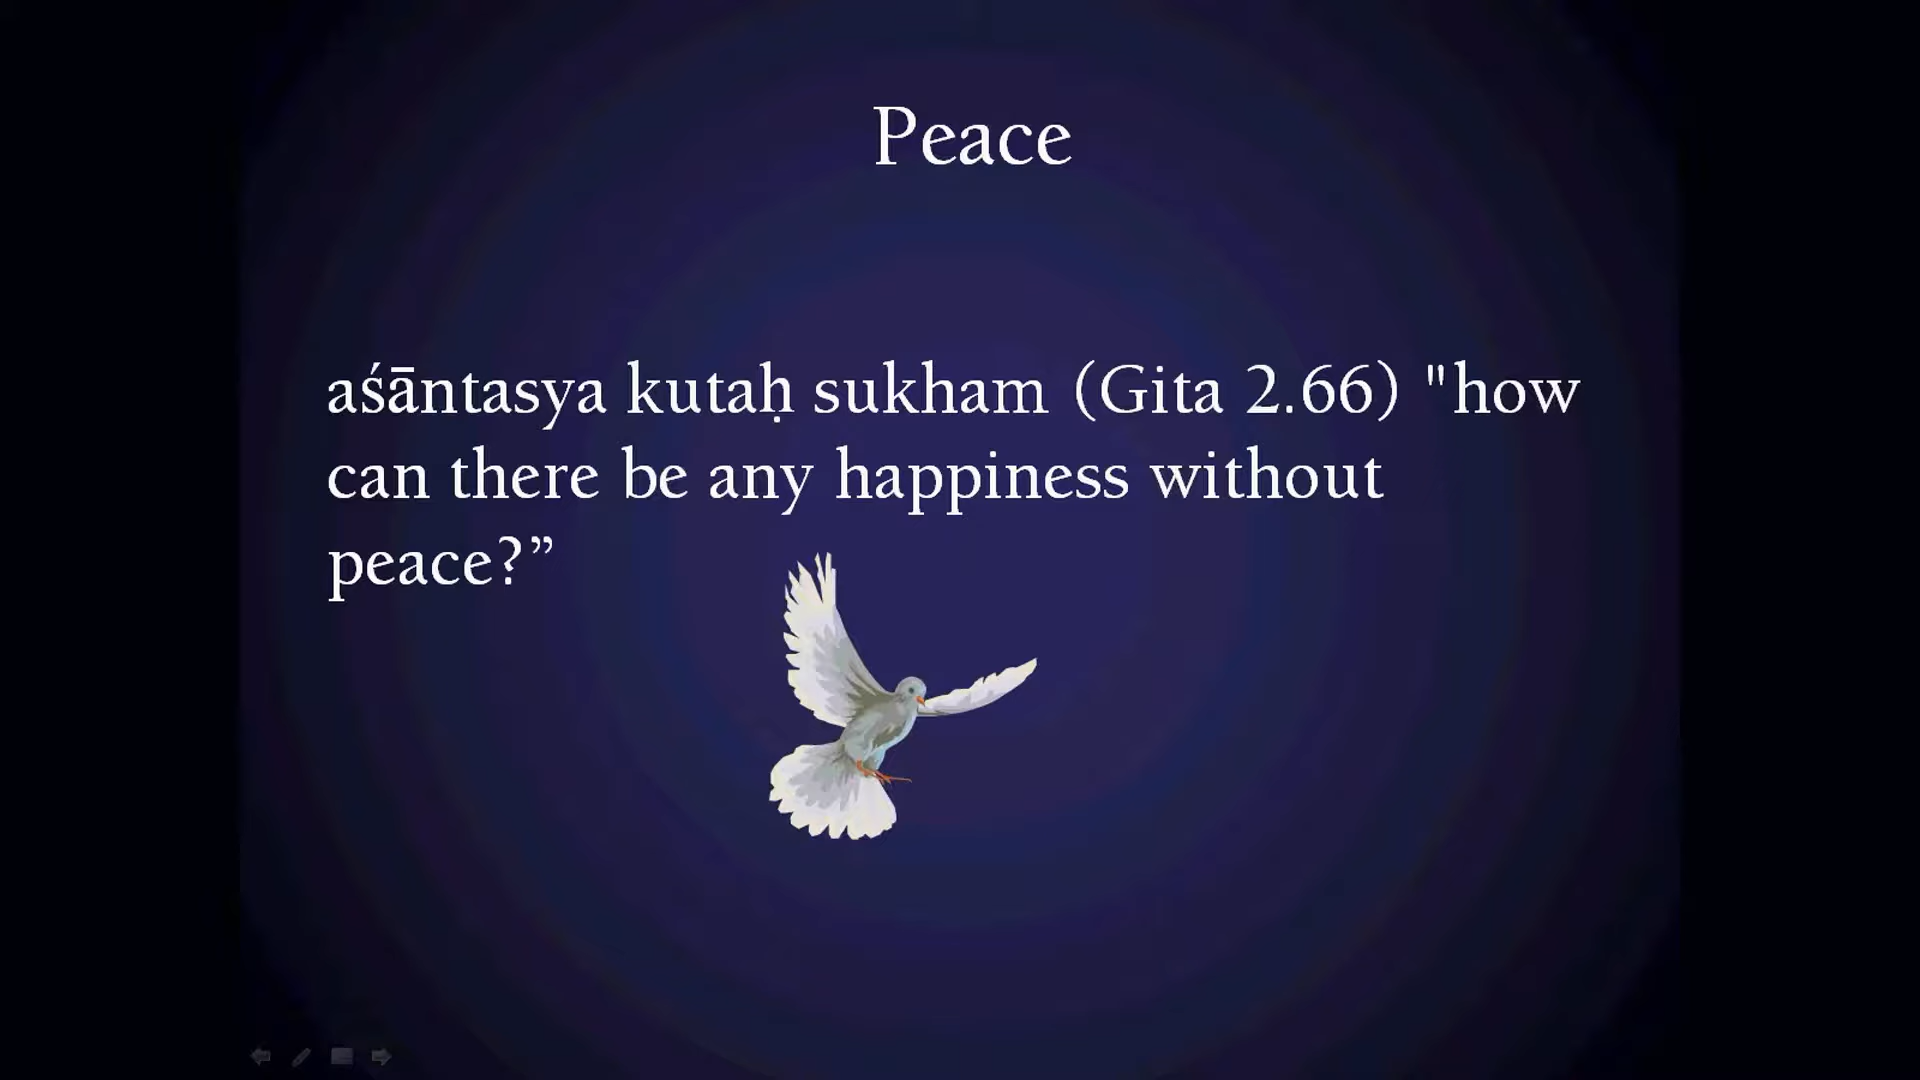 Peace
aśāntasya kutaḥ sukham (Gita 2.66) "how
can there be any happiness without
peace?”